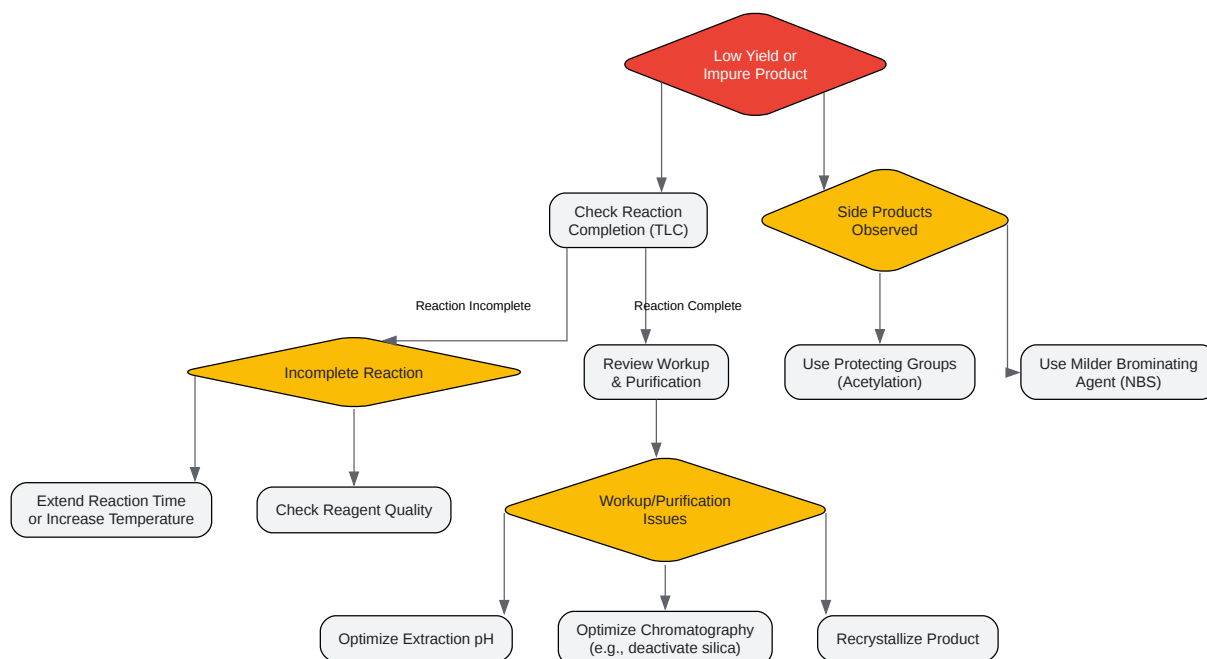 Low Yield or
Impure Product
Check Reaction
Completion (TLC)
Side Products
Observed
Reaction Incomplete
Reaction Complete
Incomplete Reaction
Review Workup
& Purification
Use Protecting Groups
(Acetylation)
Use Milder Brominating
Agent (NBS)
Extend Reaction Time
or Increase Temperature
Check Reagent Quality
Workup/Purification
Issues
Optimize Extraction pH
Optimize Chromatography
(e.g., deactivate silica)
Recrystallize Product